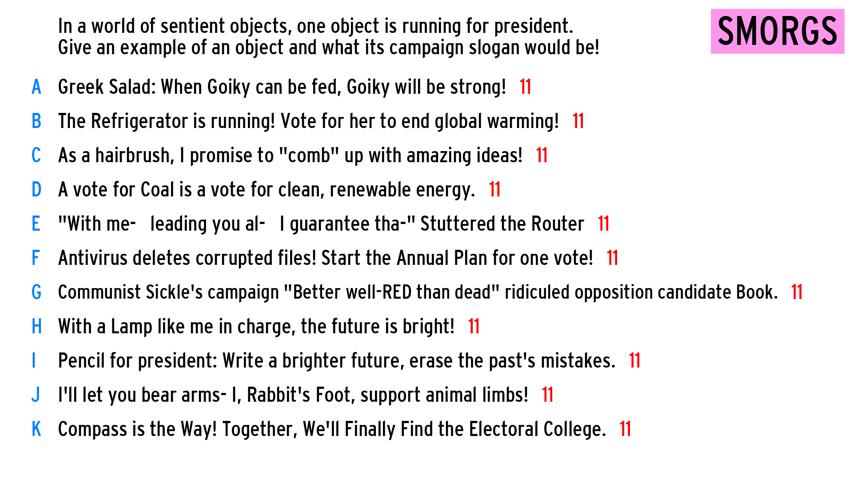 In a world of sentient objects, one object is running for president.
SMORGS
Give an example of an object and what its campaign slogan would be!
A Greek Salad: When Goiky can be fed, Goiky will be strong! 11
B The Refrigerator is running! Vote for her to end global warming! 11
C As a hairbrush, I promise to "comb" up with amazing ideas! 11
D A vote for Coal is a vote for clean, renewable energy. 11
E "With me- leading you al- I guarantee tha-" Stuttered the Router 11
F Antivirus deletes corrupted files! Start the Annual Plan for one vote! 11
G Communist Sickle's campaign "Better well-RED than dead" ridiculed opposition candidate Book. 11
H With a Lamp like me in charge, the future is bright! 11
I Pencil for president: Write a brighter future, erase the past's mistakes. 11
J I'll let you bear arms- I, Rabbit's Foot, support animal limbs! 11
K Compass is the Way! Together, We'll Finally Find the Electoral College. 11